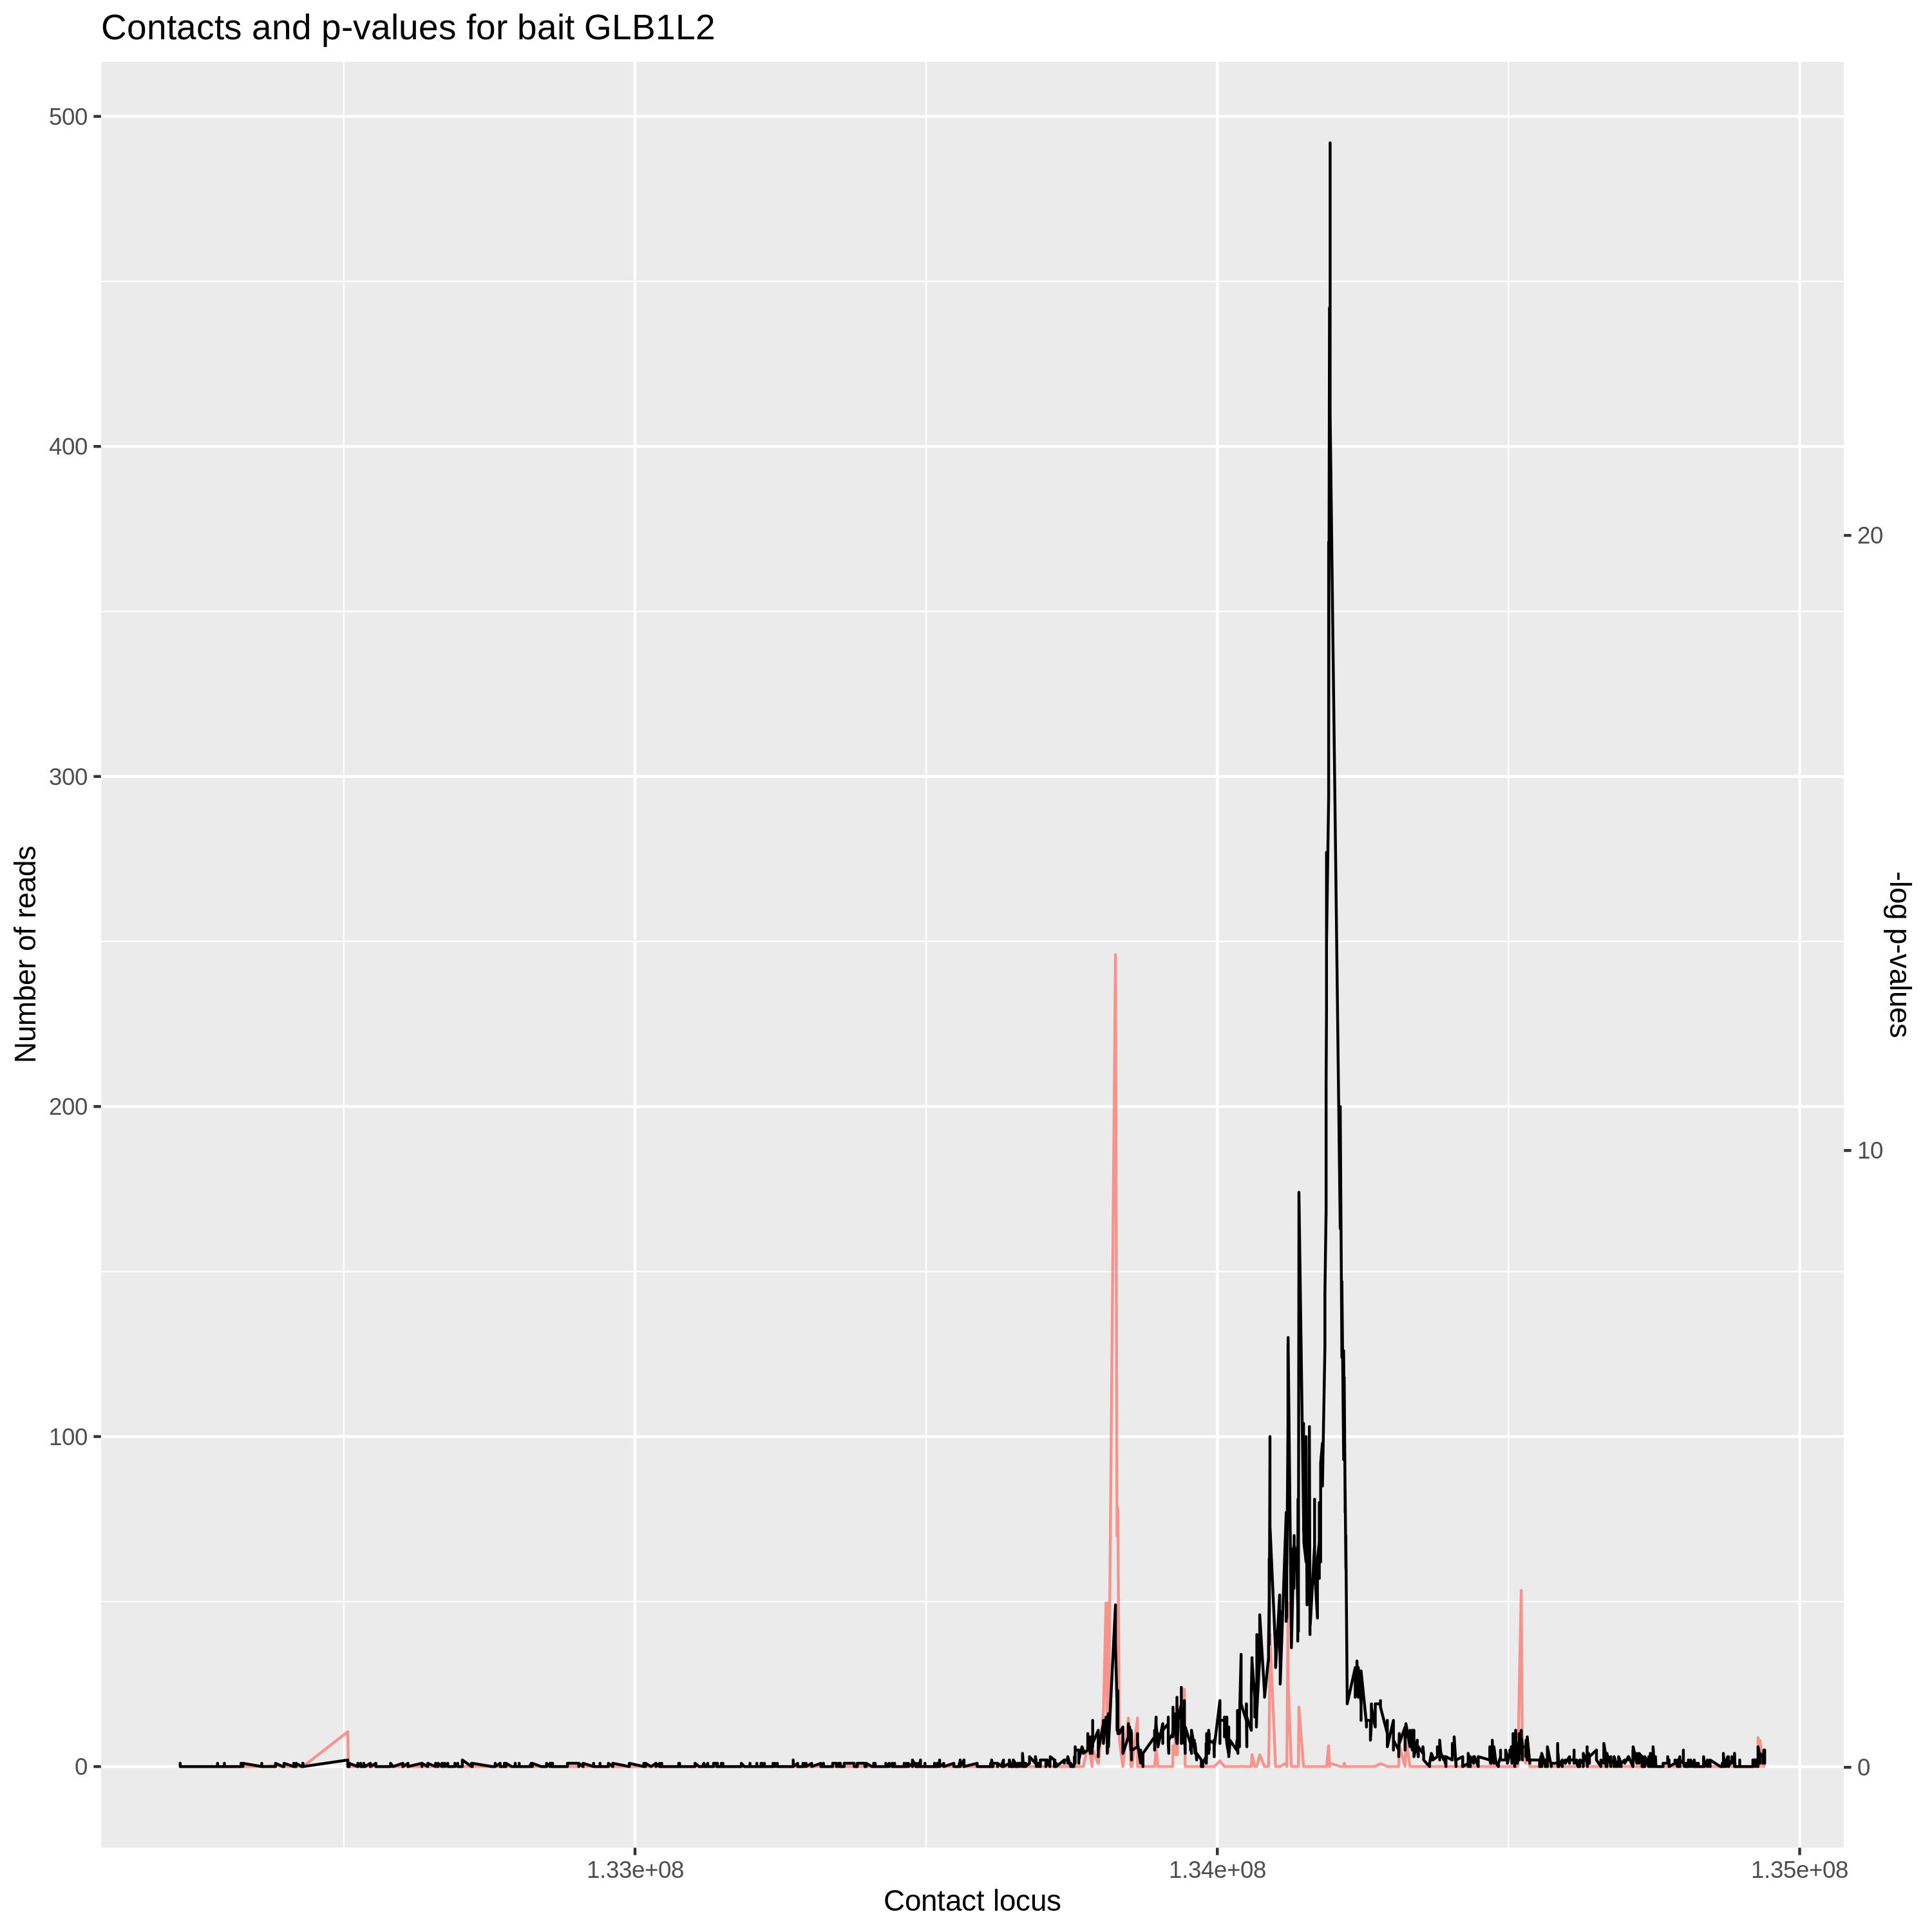 Contacts and p-values for bait GLB1L2
500
400
300
200
100
0
Number of reads
20
10
0
-log p-values
1.33e+08
1.34e+08
1.35e+08
Contact locus